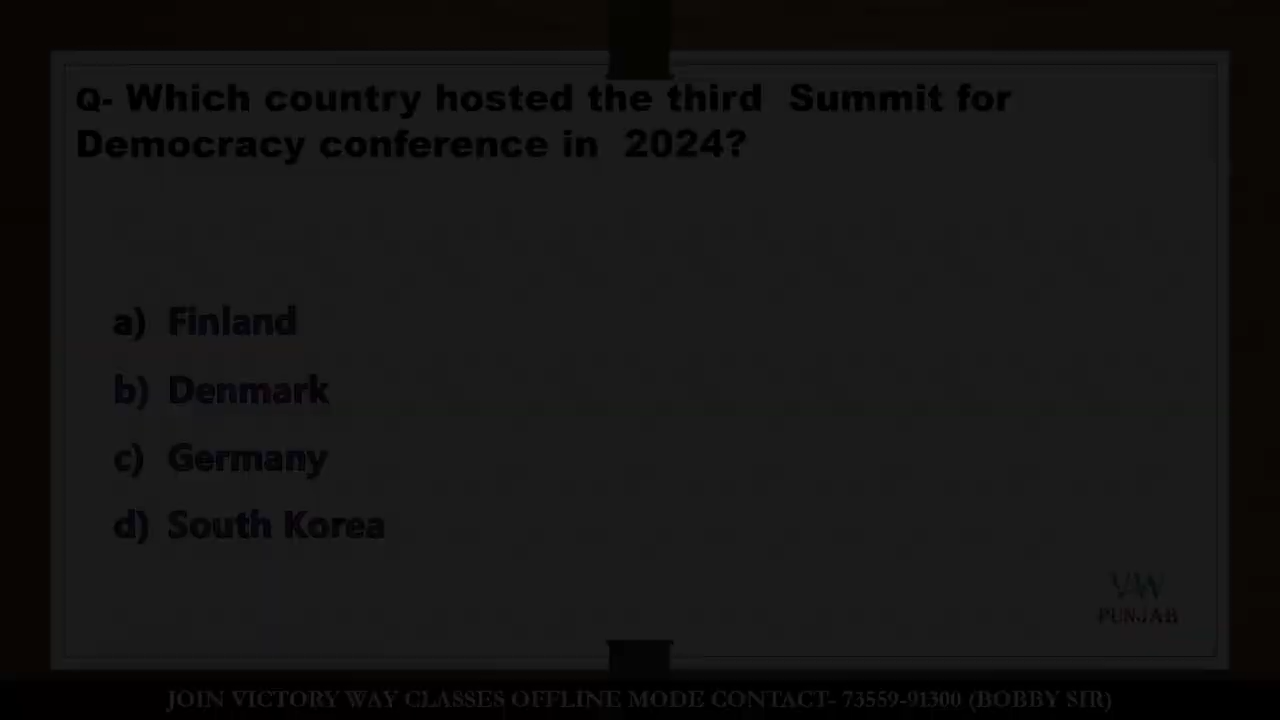 Q- Which country hosted the third Summit for
Democracy conference in 2024?
a) Finland
b) Denmark
c) Germany
d) South Korea
VW
PUNJAB
JOIN VICTORY WAY CLASSES OFFLINE MODE CONTACT- 73559-91300 (BOBBY SIR)